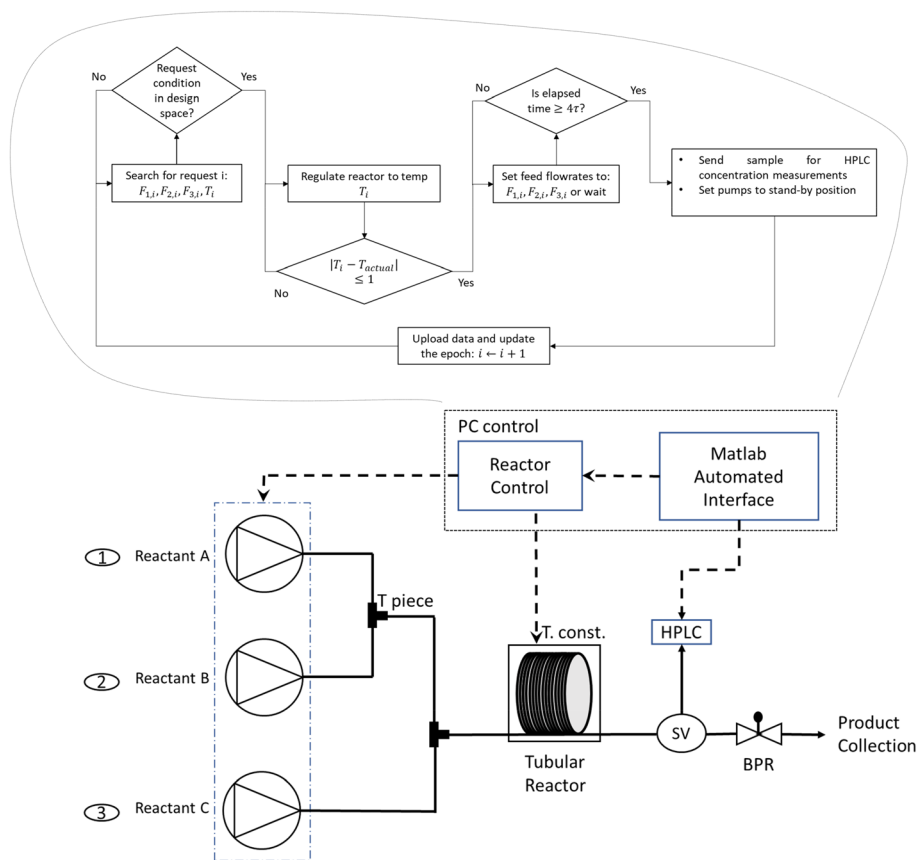 Request
condition
in design
space?
No
Yes
Search for request i:
𝐹₁,ᵢ, 𝐹₂,ᵢ, 𝐹₃,ᵢ, 𝑇ᵢ
Regulate reactor to temp
𝑇ᵢ
|𝑇ᵢ − 𝑇ₐ𝑐ₜᵤₐₗ|
≤ 1
No
Yes
Is elapsed
time ≥ 4𝜏?
No
Yes
Set feed flowrates to:
𝐹₁,ᵢ, 𝐹₂,ᵢ, 𝐹₃,ᵢ or wait
• Send sample for HPLC
concentration measurements
• Set pumps to stand-by position
Upload data and update
the epoch: 𝑖 ← 𝑖 + 1
PC control
Reactor
Control
Matlab
Automated
Interface
1 Reactant A
T piece
2 Reactant B
3 Reactant C
T. const.
Tubular
Reactor
HPLC
SV
BPR
Product
Collection